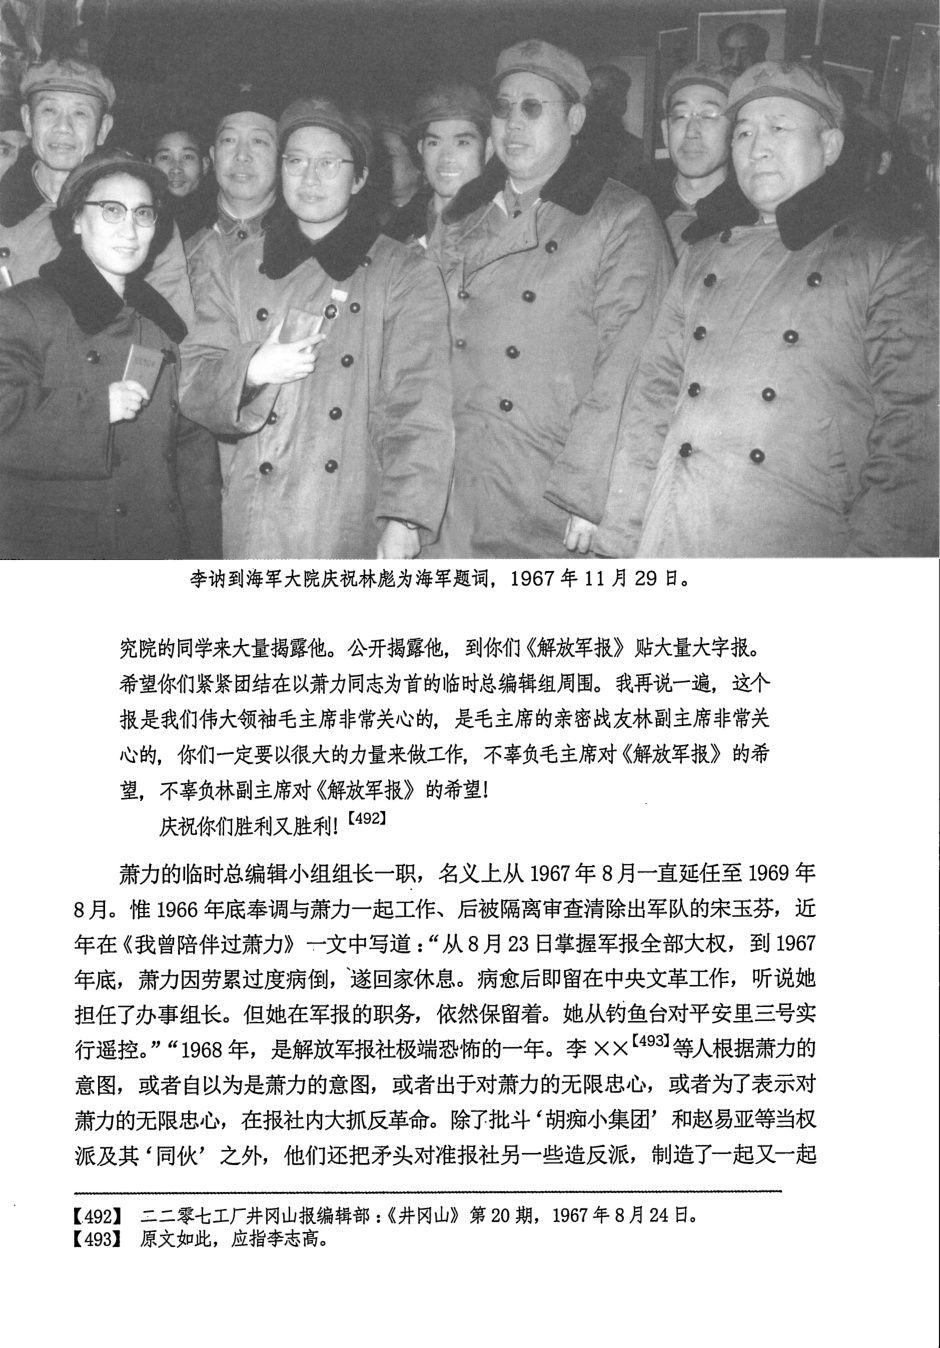 李讷到海军大院庆祝林彪为海军题词，1967 年 11 月 29 日。
究院的同学来大量揭露他。公开揭露他，到你们《解放军报》贴大量大字报。
希望你们紧紧团结在以萧力同志为首的临时总编辑组周围。我再说一遍，这个
报是我们伟大领袖毛主席非常关心的，是毛主席的亲密战友林副主席非常关
心的，你们一定要以很大的力量来做工作，不辜负毛主席对《解放军报》的希
望，不辜负林副主席对《解放军报》的希望！
庆祝你们胜利又胜利！【492】
萧力的临时总编辑小组组长一职，名义上从 1967 年 8 月一直延任至 1969 年
8 月。惟 1966 年底奉调与萧力一起工作、后被隔离审查清除出军队的宋玉芬，近
年在《我曾陪伴过萧力》一文中写道：“从 8 月 23 日掌握军报全部大权，到 1967
年底，萧力因劳累过度病倒，遂回家休息。病愈后即留在中央文革工作，听说她
担任了办事组长。但她在军报的职务，依然保留着。她从钓鱼台对平安里三号实
行遥控。”“1968 年，是解放军报社极端恐怖的一年。李 ××【493】等人根据萧力的
意图，或者自以为是萧力的意图，或者出于对萧力的无限忠心，或者为了表示对
萧力的无限忠心，在报社内大抓反革命。除了批斗‘胡痴小集团’和赵易亚等当权
派及其‘同伙’之外，他们还把矛头对准报社另一些造反派，制造了一起又一起
【492】 二二零七工厂井冈山报编辑部：《井冈山》第 20 期，1967 年 8 月 24 日。
【493】 原文如此，应指李志高。